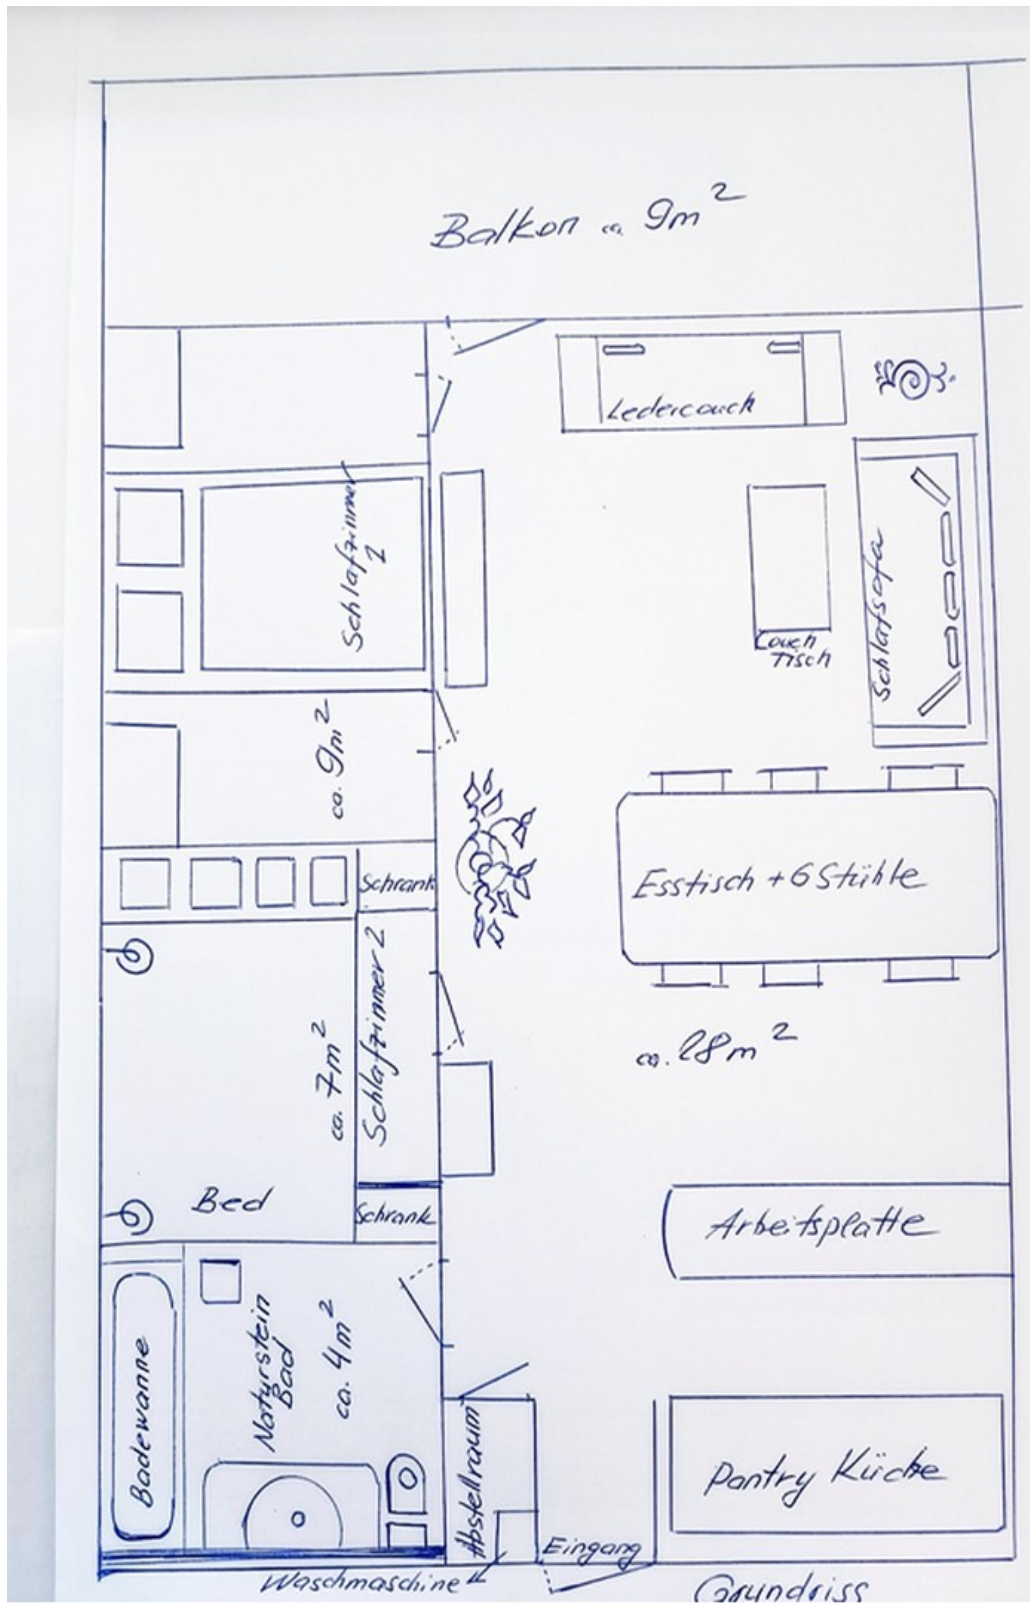 Balkon ca. 9m²
Ledercouch
Schlafzimmer
1
Couch
Tisch
Schlafsofa
ca. 9m²
Schrank
Esstisch + 6 Stühle
Schlafzimmer 2
ca. 7m²
ca. 28m²
Bed
Schrank
Arbeitsplatte
Badewanne
Naturstein
Bad
ca. 4m²
Abstellraum
Pantry Küche
Eingang
Waschmaschine
Grundriss